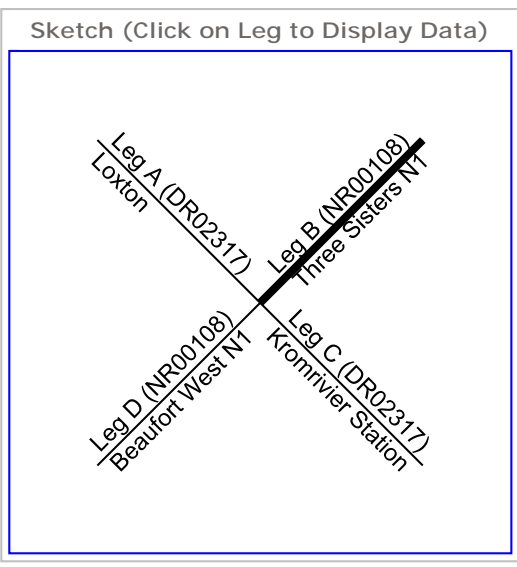 Sketch (Click on Leg to Display Data)
Leg A (DR02317)
Loxton
Leg B (NR00108)
Three Sisters N1
Leg C (DR02317)
Kromrivier Station
Leg D (NR00108)
Beaufort West N1